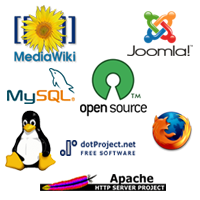 [[ ]]
MediaWiki
Joomla!
MySQL®
open source
dotProject.net
FREE SOFTWARE
Apache
HTTP SERVER PROJECT